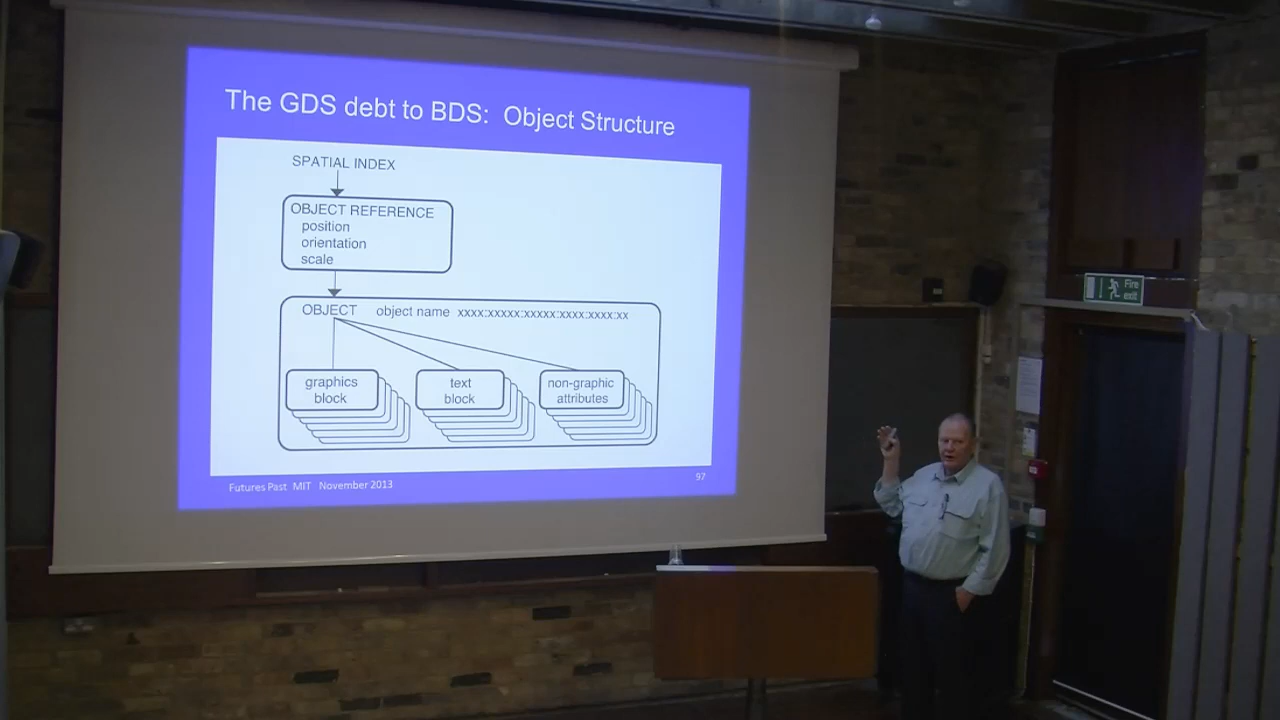 The GDS debt to BDS: Object Structure
SPATIAL INDEX
OBJECT REFERENCE
position
orientation
scale
OBJECT object name xxxx:xxxxx:xxxxx:xxxx:xxxx:xx
graphics
block
text
block
non-graphic
attributes
Futures Past MIT November 2013
97
Fire
exit